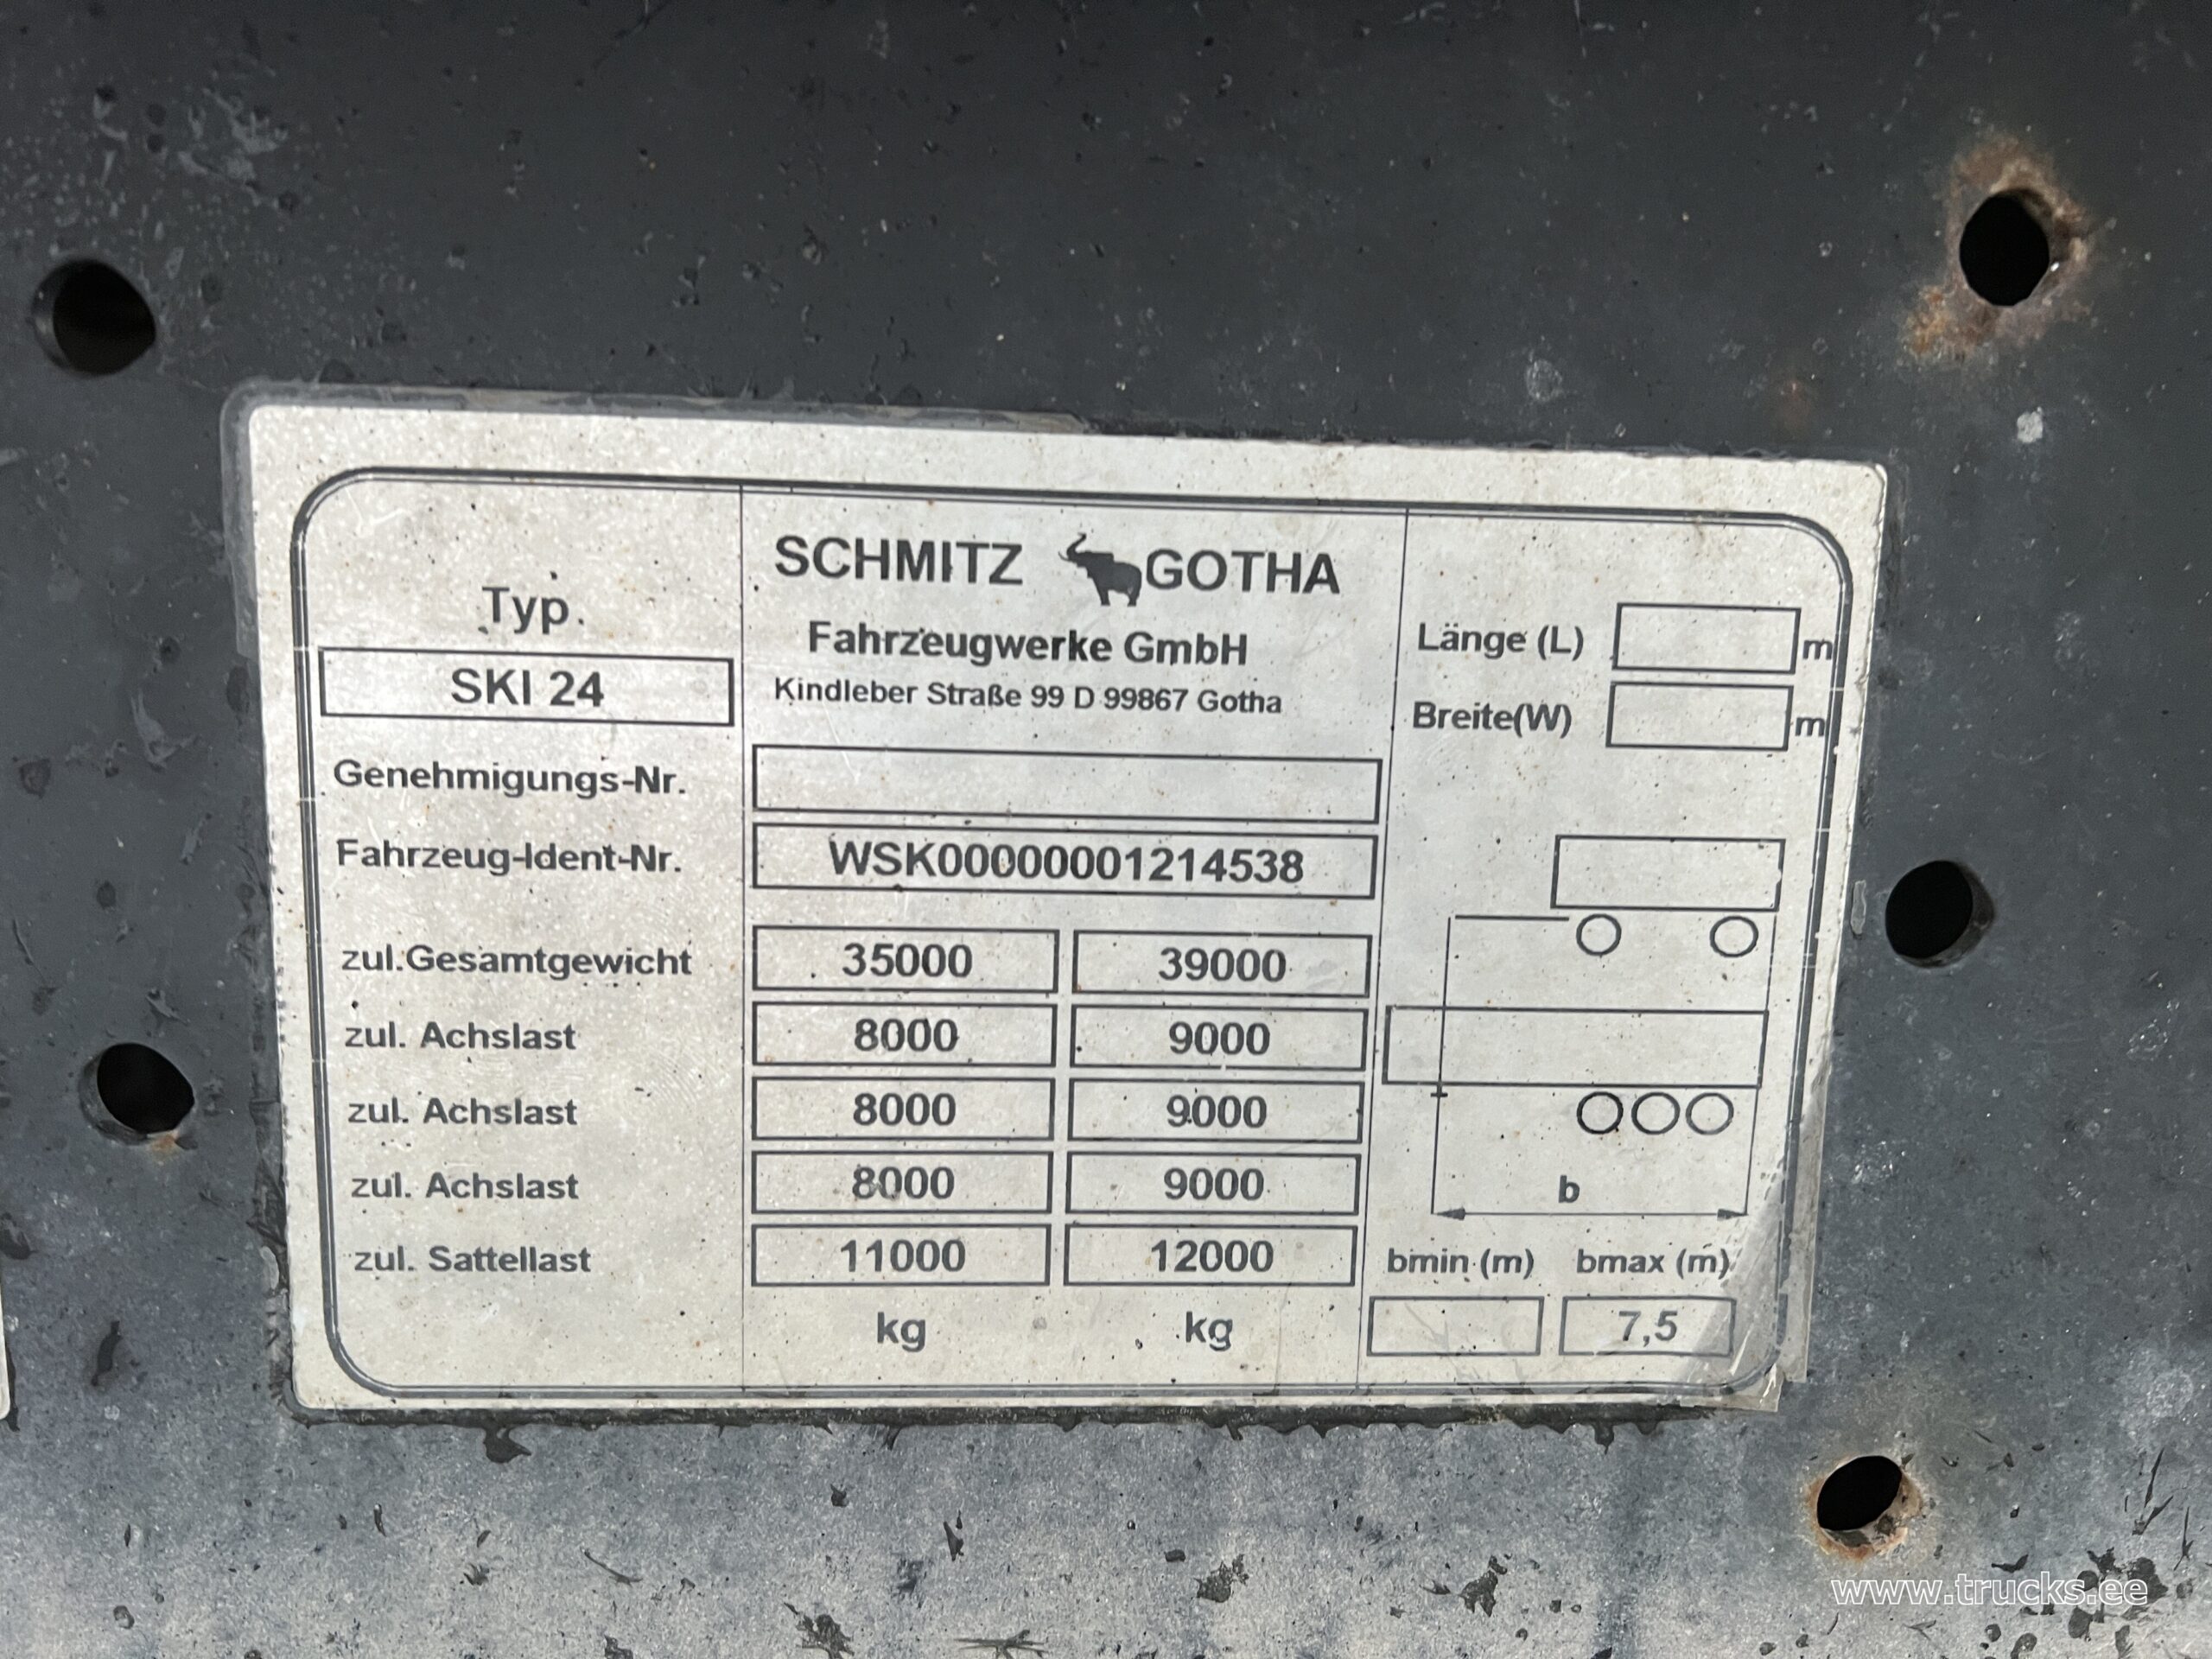 Typ.
SKI 24
SCHMITZ GOTHA
Fahrzeugwerke GmbH
Kindleber Straße 99 D 99867 Gotha
Länge (L) m
Breite(W) m
Genehmigungs-Nr.
Fahrzeug-Ident-Nr. WSK00000001214538
zul.Gesamtgewicht 35000 39000
zul. Achslast 8000 9000
zul. Achslast 8000 9000
zul. Achslast 8000 9000
zul. Sattellast 11000 12000
kg kg
b
bmin (m) bmax (m)
7,5
www.trucks.ee